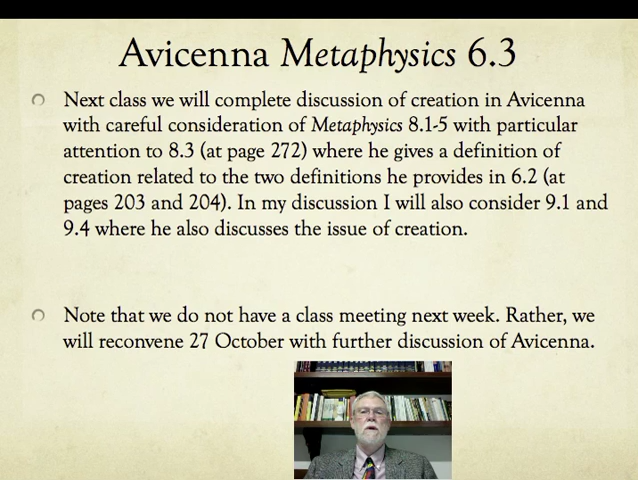 Avicenna Metaphysics 6.3
Next class we will complete discussion of creation in Avicenna
with careful consideration of Metaphysics 8.1-5 with particular
attention to 8.3 (at page 272) where he gives a definition of
creation related to the two definitions he provides in 6.2 (at
pages 203 and 204). In my discussion I will also consider 9.1 and
9.4 where he also discusses the issue of creation.
Note that we do not have a class meeting next week. Rather, we
will reconvene 27 October with further discussion of Avicenna.